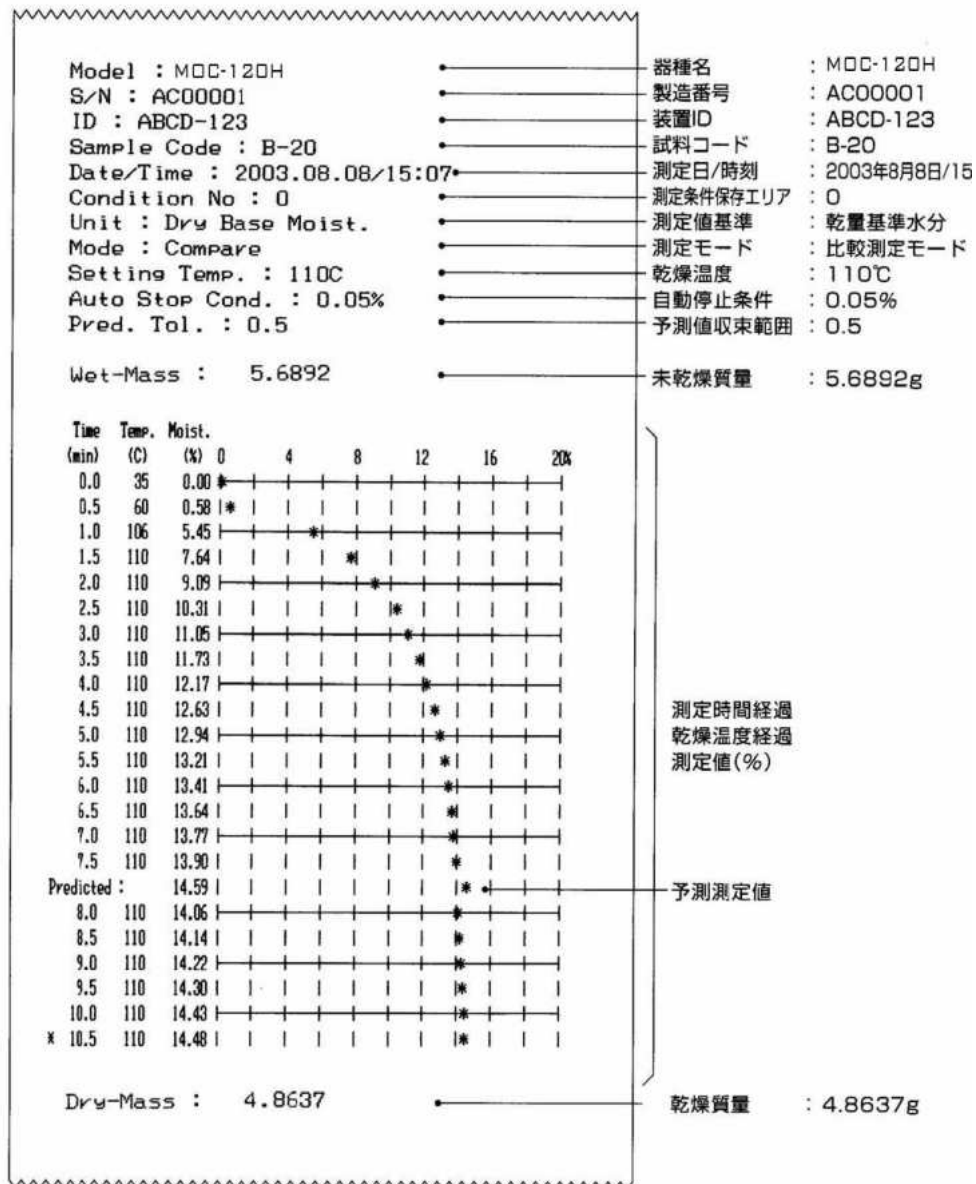 Model : MOC-120H 器種名 : MOC-120H
S/N : AC00001 製造番号 : AC00001
ID : ABCD-123 装置ID : ABCD-123
Sample Code : B-20 試料コード : B-20
Date/Time : 2003.08.08/15:07 測定日/時刻 : 2003年8月8日/15
Condition No : 0 測定条件保存エリア : 0
Unit : Dry Base Moist. 測定値基準 : 乾量基準水分
Mode : Compare 測定モード : 比較測定モード
Setting Temp. : 110C 乾燥温度 : 110℃
Auto Stop Cond. : 0.05% 自動停止条件 : 0.05%
Pred. Tol. : 0.5 予測値収束範囲 : 0.5
Wet-Mass : 5.6892 未乾燥質量 : 5.6892g
Time Temp. Moist.
(min) (C) (%) 0 4 8 12 16 20%
0.0 35 0.00
0.5 60 0.58
1.0 106 5.45
1.5 110 7.64
2.0 110 9.09
2.5 110 10.31
3.0 110 11.05
3.5 110 11.73
4.0 110 12.17
4.5 110 12.63 測定時間経過
5.0 110 12.94 乾燥温度経過
5.5 110 13.21 測定値(%)
6.0 110 13.41
6.5 110 13.64
7.0 110 13.77
7.5 110 13.90
Predicted : 14.59 予測測定値
8.0 110 14.06
8.5 110 14.14
9.0 110 14.22
9.5 110 14.30
10.0 110 14.43
* 10.5 110 14.48
Dry-Mass : 4.8637 乾燥質量 : 4.8637g